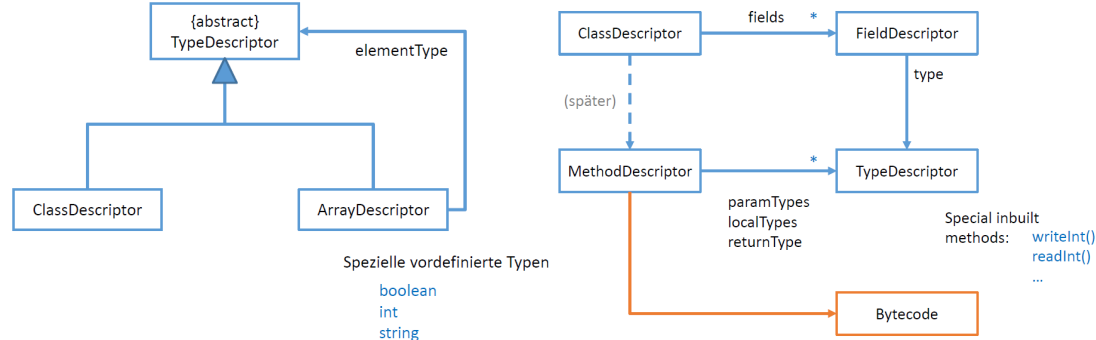 {abstract}
TypeDescriptor
elementType
ClassDescriptor
ArrayDescriptor
Spezielle vordefinierte Typen
boolean
int
string
ClassDescriptor
fields
*
FieldDescriptor
(später)
type
MethodDescriptor
*
TypeDescriptor
paramTypes
localTypes
returnType
Special inbuilt
methods: writeInt()
readInt()
...
Bytecode